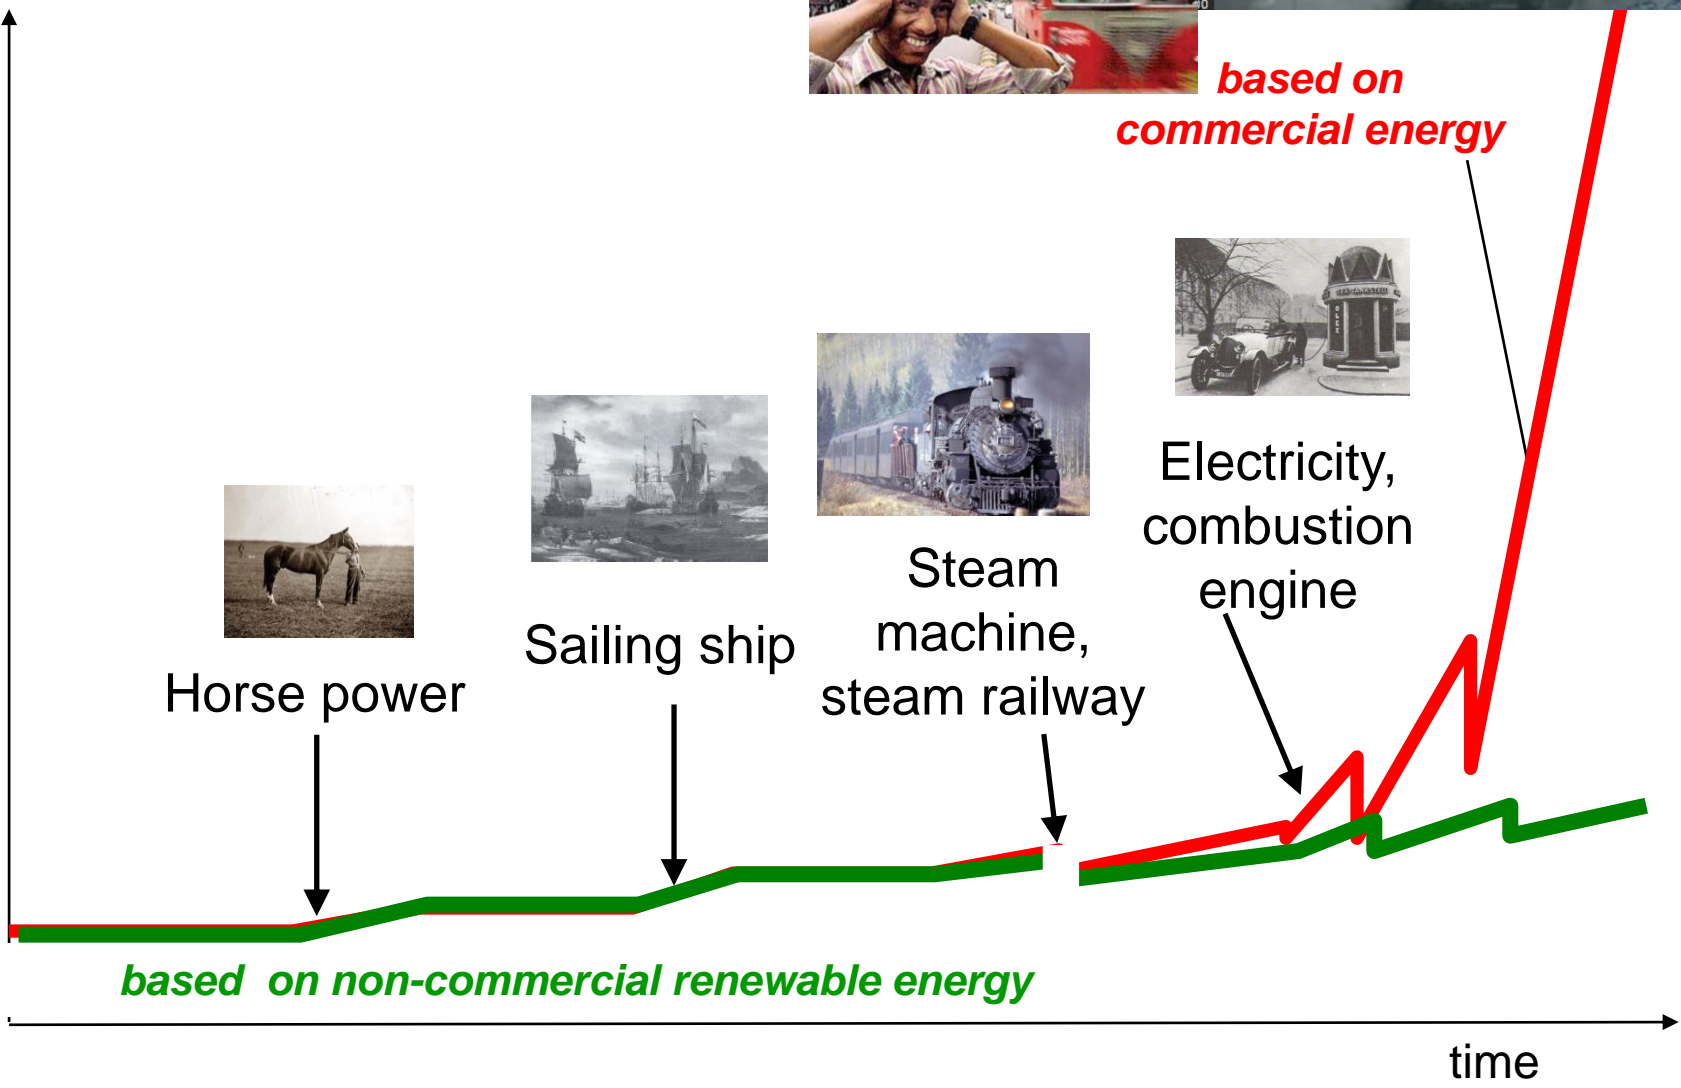 based on
commercial energy
Electricity,
combustion
engine
Steam
machine,
steam railway
Sailing ship
Horse power
based on non-commercial renewable energy
time
OLEX